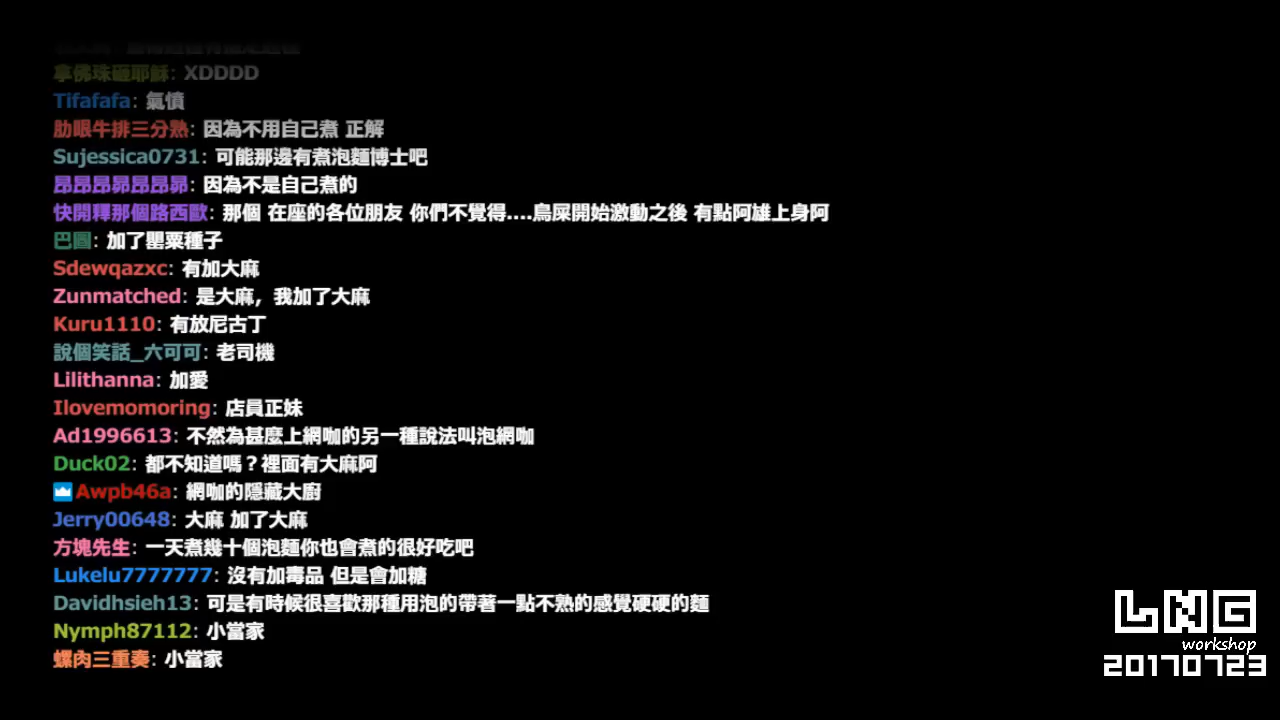 拿佛珠砸耶穌: XDDDD
Tifafafa: 氣憤
肋眼牛排三分熟: 因為不用自己煮 正解
Sujessica0731: 可能那邊有煮泡麵博士吧
昂昂昂昴昂昂昴: 因為不是自己煮的
快開釋那個路西歐: 那個 在座的各位朋友 你們不覺得....鳥屎開始激動之後 有點阿雄上身阿
巴圖: 加了罌粟種子
Sdewqazxc: 有加大麻
Zunmatched: 是大麻，我加了大麻
Kuru1110: 有放尼古丁
說個笑話_六可可: 老司機
Lilithanna: 加愛
Ilovemomoring: 店員正妹
Ad1996613: 不然為甚麼上網咖的另一種說法叫泡網咖
Duck02: 都不知道嗎？裡面有大麻阿
Awpb46a: 網咖的隱藏大廚
Jerry00648: 大麻 加了大麻
方塊先生: 一天煮幾十個泡麵你也會煮的很好吃吧
Lukelu7777777: 沒有加毒品 但是會加糖
Davidhsieh13: 可是有時候很喜歡那種用泡的帶著一點不熟的感覺硬硬的麵
Nymph87112: 小當家
螺肉三重奏: 小當家
LNG
workshop
20170723